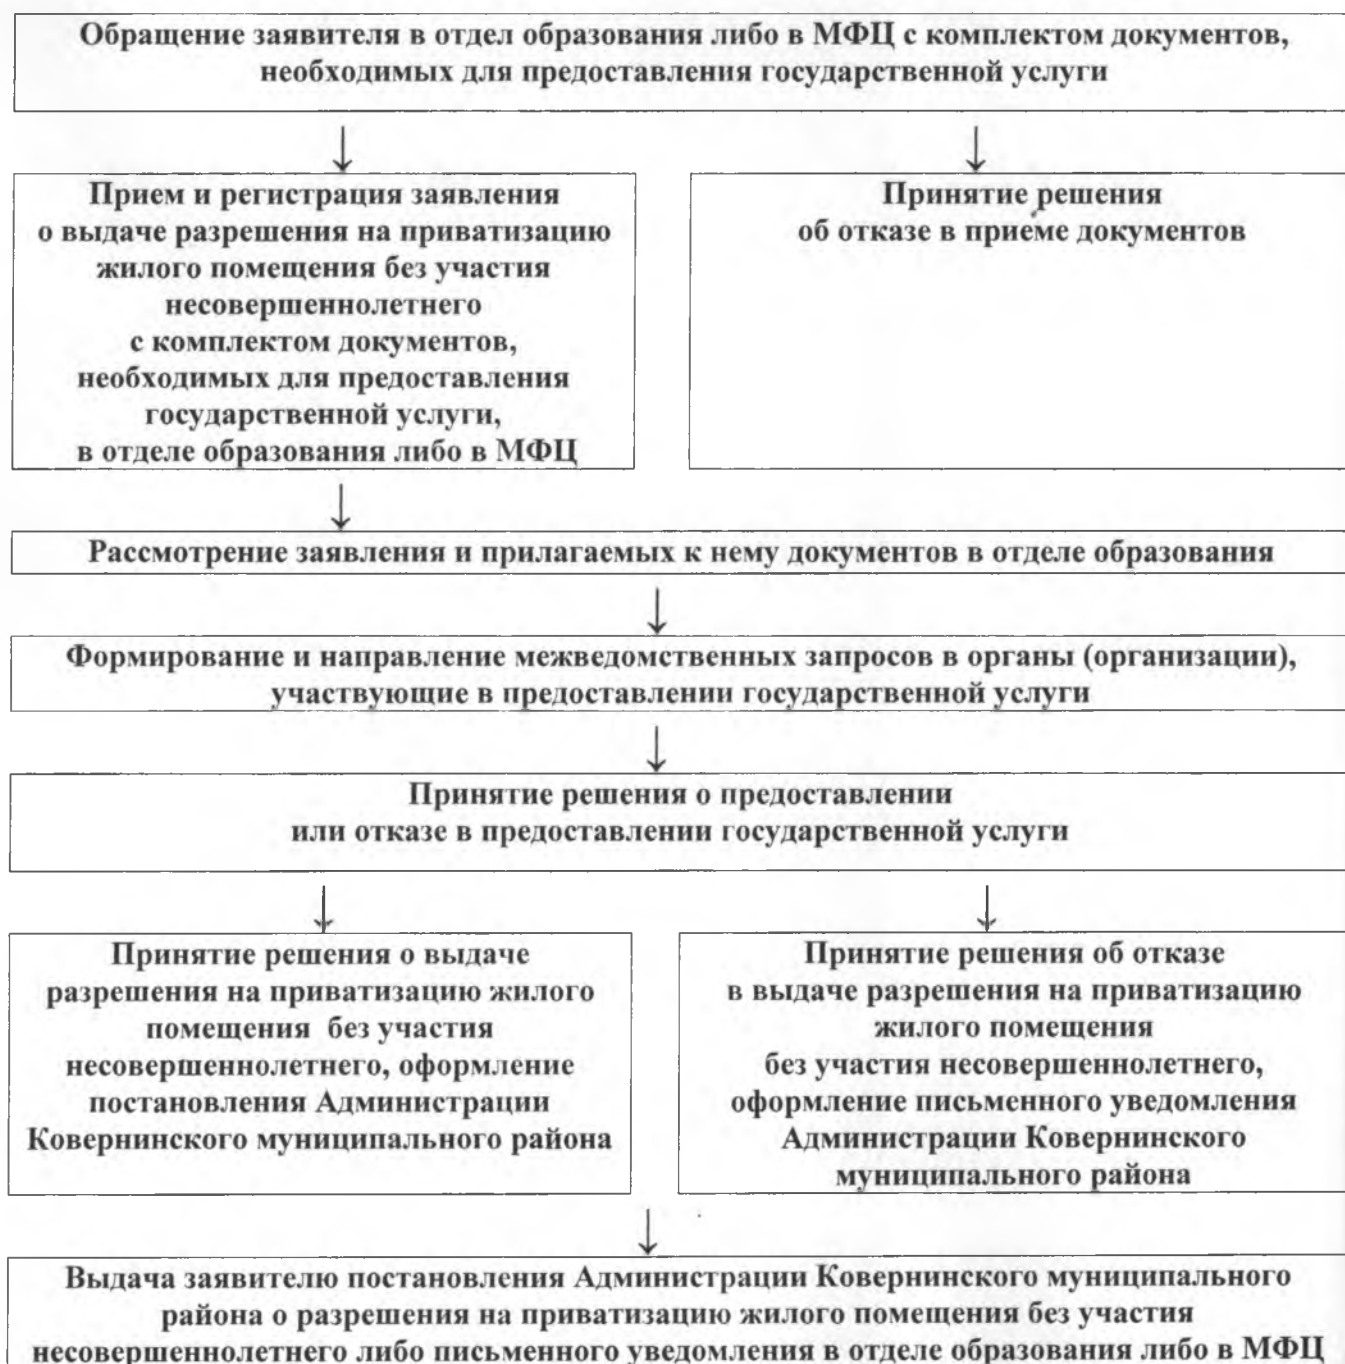 Обращение заявителя в отдел образования либо в МФЦ с комплектом документов,
необходимых для предоставления государственной услуги
Прием и регистрация заявления
о выдаче разрешения на приватизацию
жилого помещения без участия
несовершеннолетнего
с комплектом документов,
необходимых для предоставления
государственной услуги,
в отделе образования либо в МФЦ
Принятие решения
об отказе в приеме документов
Рассмотрение заявления и прилагаемых к нему документов в отделе образования
Формирование и направление межведомственных запросов в органы (организации),
участвующие в предоставлении государственной услуги
Принятие решения о предоставлении
или отказе в предоставлении государственной услуги
Принятие решения о выдаче
разрешения на приватизацию жилого
помещения без участия
несовершеннолетнего, оформление
постановления Администрации
Ковернинского муниципального района
Принятие решения об отказе
в выдаче разрешения на приватизацию
жилого помещения
без участия несовершеннолетнего,
оформление письменного уведомления
Администрации Ковернинского
муниципального района
Выдача заявителю постановления Администрации Ковернинского муниципального
района о разрешения на приватизацию жилого помещения без участия
несовершеннолетнего либо письменного уведомления в отделе образования либо в МФЦ